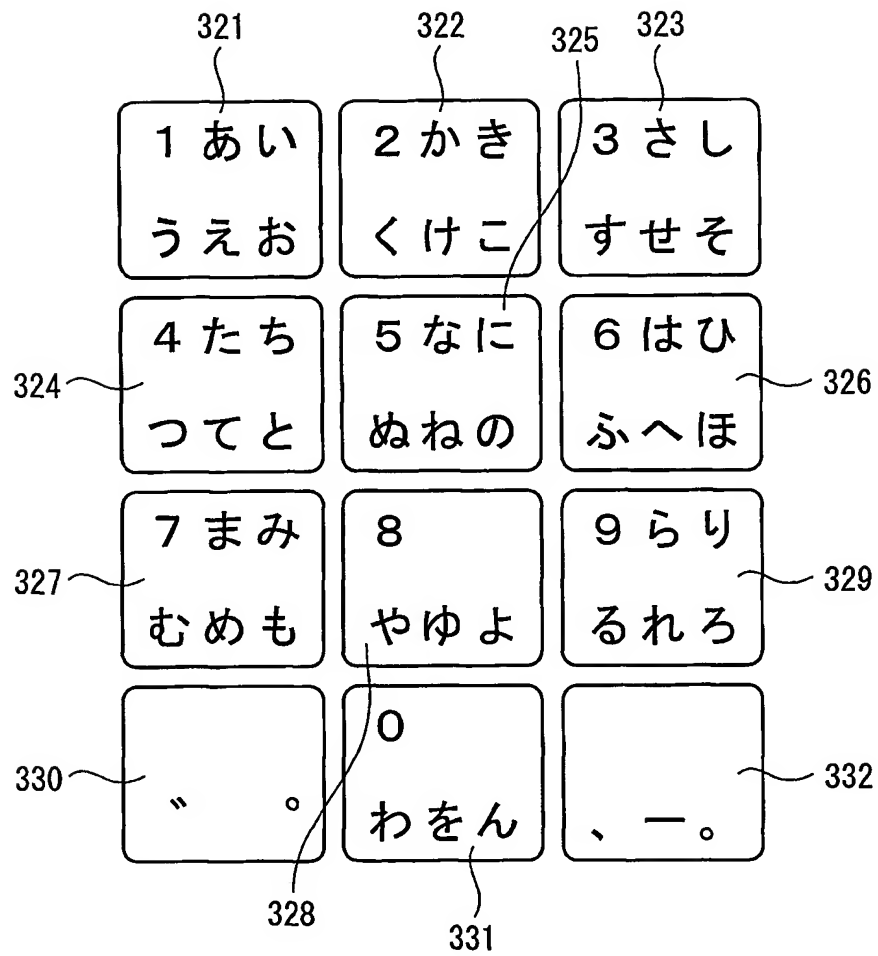 321 322 325 323
1 あ い 2 か き 3 さ し
う え お く け こ す せ そ
4 た ち 5 な に 6 は ひ
324 326
つ て と ぬ ね の ふ へ ほ
7 ま み 8 9 ら り
327 329
む め も や ゆ よ る れ ろ
0
330 332
゛ ゜ わ を ん 、 ー 。
328 331